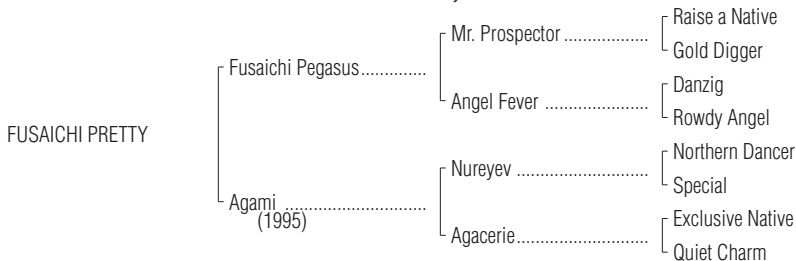 Raise a Native
Mr. Prospector ..................
Gold Digger
Fusaichi Pegasus..............
Danzig
Angel Fever ......................
Rowdy Angel
FUSAICHI PRETTY
Northern Dancer
Nureyev ............................
Special
Agami ..............................
(1995)
Exclusive Native
Agacerie............................
Quiet Charm